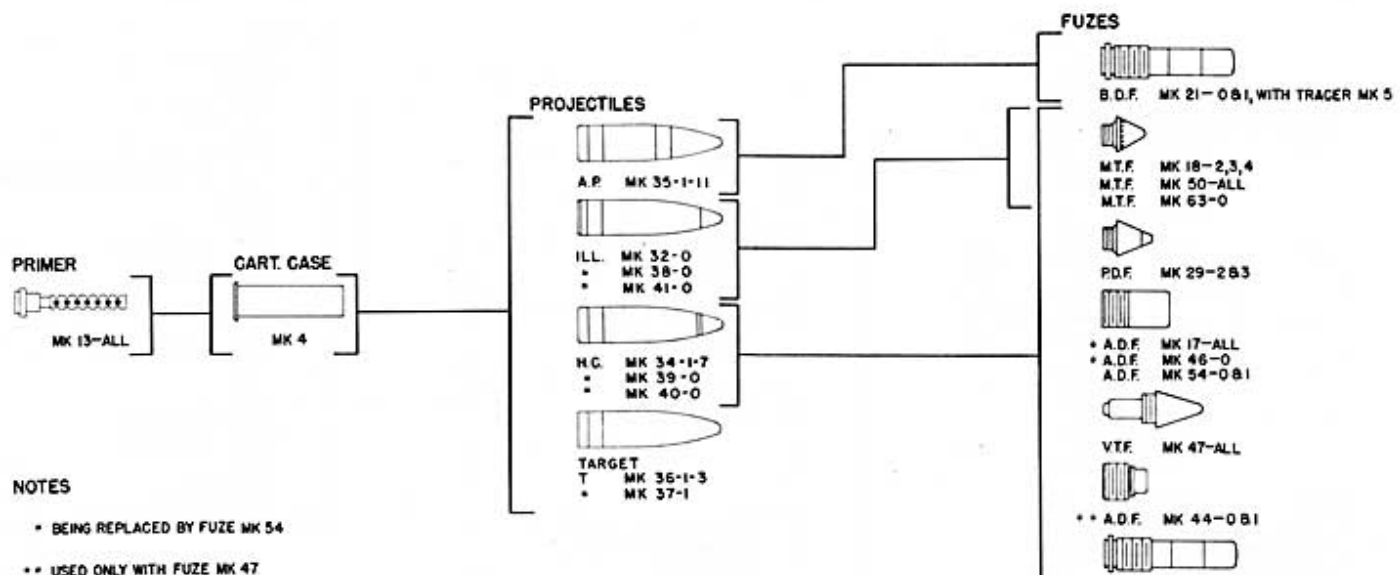 PRIMER
MK 13-ALL
CART. CASE
MK 4
PROJECTILES
A.P. MK 35-1-11
ILL. MK 32-0
" MK 38-0
" MK 41-0
H.C. MK 34-1-7
" MK 39-0
" MK 40-0
TARGET
T MK 36-1-3
" MK 37-1
FUZES
B.D.F. MK 21-0&1, WITH TRACER MK 5
M.T.F. MK 18-2,3,4
M.T.F. MK 50-ALL
M.T.F. MK 63-0
P.D.F. MK 29-2&3
* A.D.F. MK 17-ALL
* A.D.F. MK 46-0
A.D.F. MK 54-0&1
V.T.F. MK 47-ALL
* * A.D.F. MK 44-0&1
NOTES
* BEING REPLACED BY FUZE MK 54
** USED ONLY WITH FUZE MK 47